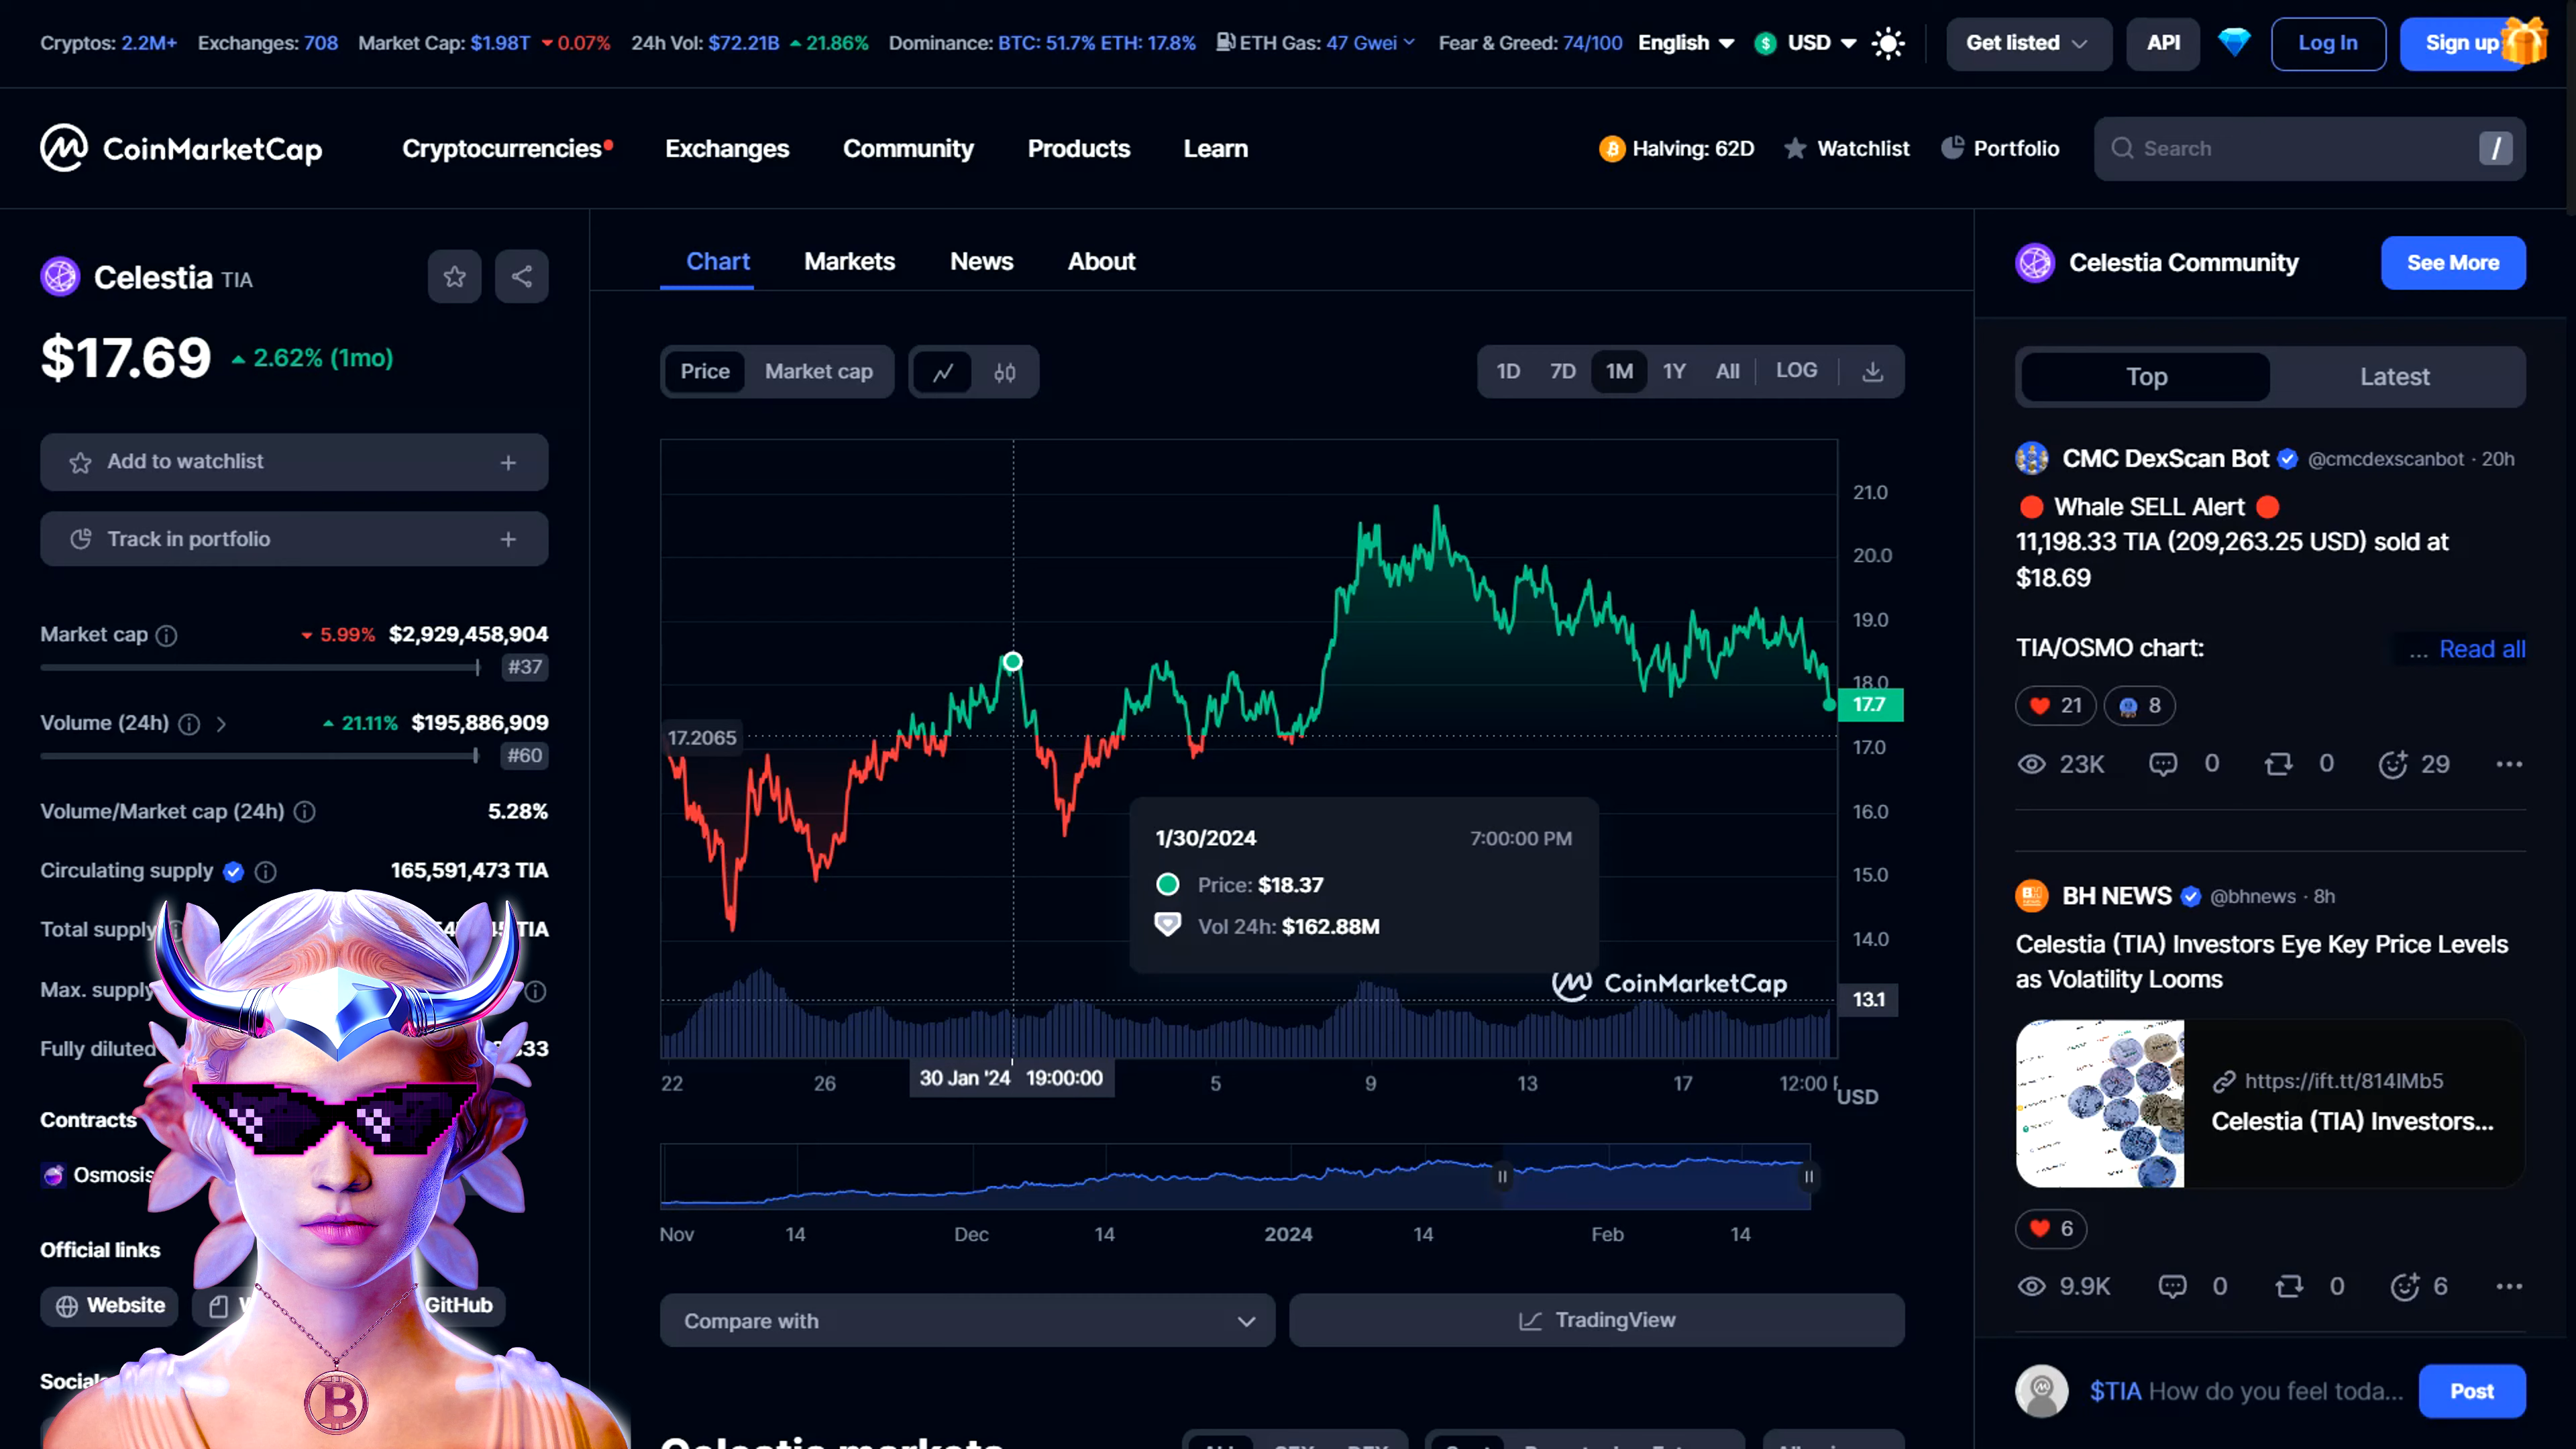 Cryptos: 2.2M+ Exchanges: 708 Market Cap: $1.98T 0.07% 24h Vol: $72.21B 21.86% Dominance: BTC: 51.7% ETH: 17.8% ETH Gas: 47 Gwei Fear & Greed: 74/100 English USD Get listed API Log In Sign up
CoinMarketCap Cryptocurrencies Exchanges Community Products Learn Halving: 62D Watchlist Portfolio Search /
Celestia TIA
$17.69 2.62% (1mo)
Add to watchlist +
Track in portfolio +
Market cap 5.99% $2,929,458,904
#37
Volume (24h) 21.11% $195,886,909
#60
Volume/Market cap (24h) 5.28%
Circulating supply 165,591,473 TIA
Total supply TIA
Max. supply
Fully diluted 33
Contracts
Osmosis
Official links
Website GitHub
Socials
Chart Markets News About
Price Market cap 1D 7D 1M 1Y All LOG
21.0
20.0
19.0
18.0
17.7
17.2065
17.0
16.0
15.0
14.0
13.1
1/30/2024 7:00:00 PM
Price: $18.37
Vol 24h: $162.88M
CoinMarketCap
22 26 30 Jan '24 19:00:00 5 9 13 17 12:00
USD
Nov 14 Dec 14 2024 14 Feb 14
Compare with TradingView
Celestia markets
Celestia Community See More
Top Latest
CMC DexScan Bot @cmcdexscanbot · 20h
Whale SELL Alert
11,198.33 TIA (209,263.25 USD) sold at
$18.69
TIA/OSMO chart: ... Read all
21 8
23K 0 0 29
BH NEWS @bhnews · 8h
Celestia (TIA) Investors Eye Key Price Levels
as Volatility Looms
https://ift.tt/814IMb5
Celestia (TIA) Investors...
6
9.9K 0 0 6
$TIA How do you feel toda... Post